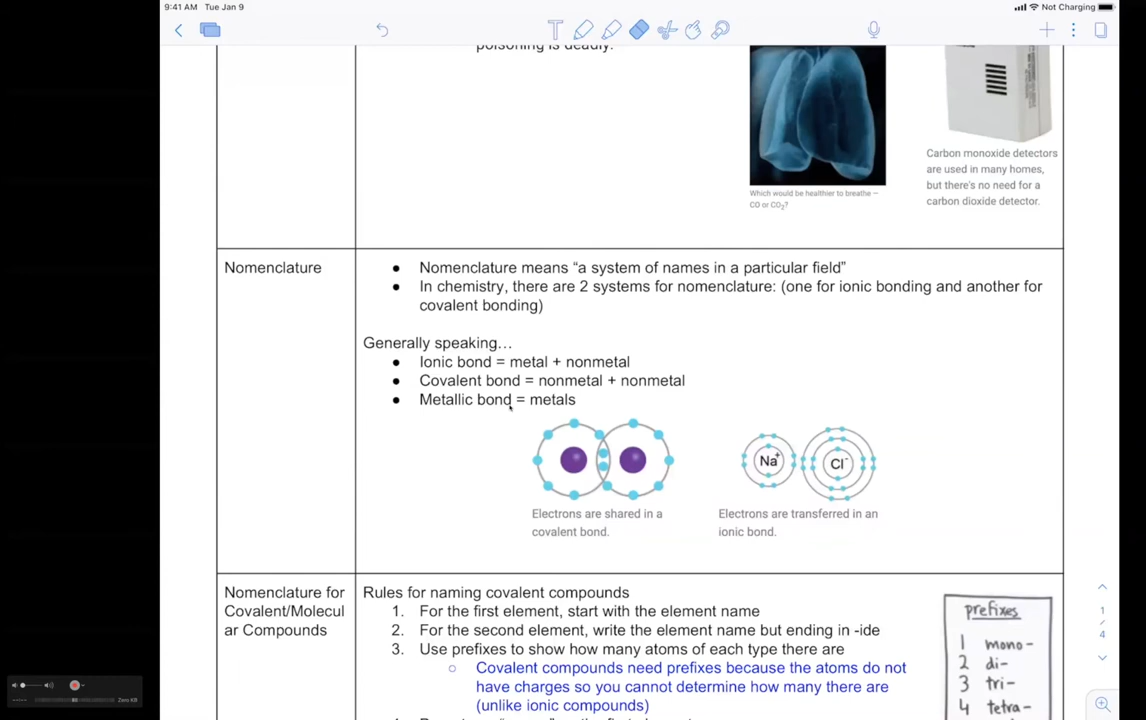 9:41 AM Tue Jan 9
Not Charging
poisoning is deadly.
Which would be healthier to breathe —
CO or CO₂?
Carbon monoxide detectors
are used in many homes,
but there's no need for a
carbon dioxide detector.
Nomenclature
● Nomenclature means “a system of names in a particular field”
● In chemistry, there are 2 systems for nomenclature: (one for ionic bonding and another for
covalent bonding)
Generally speaking…
● Ionic bond = metal + nonmetal
● Covalent bond = nonmetal + nonmetal
● Metallic bond = metals
Na⁺
Cl⁻
Electrons are shared in a
covalent bond.
Electrons are transferred in an
ionic bond.
Nomenclature for
Covalent/Molecul
ar Compounds
Rules for naming covalent compounds
1. For the first element, start with the element name
2. For the second element, write the element name but ending in -ide
3. Use prefixes to show how many atoms of each type there are
○ Covalent compounds need prefixes because the atoms do not
have charges so you cannot determine how many there are
(unlike ionic compounds)
prefixes
1 mono-
2 di-
3 tri-
4 tetra-
1
/
4
Zero KB